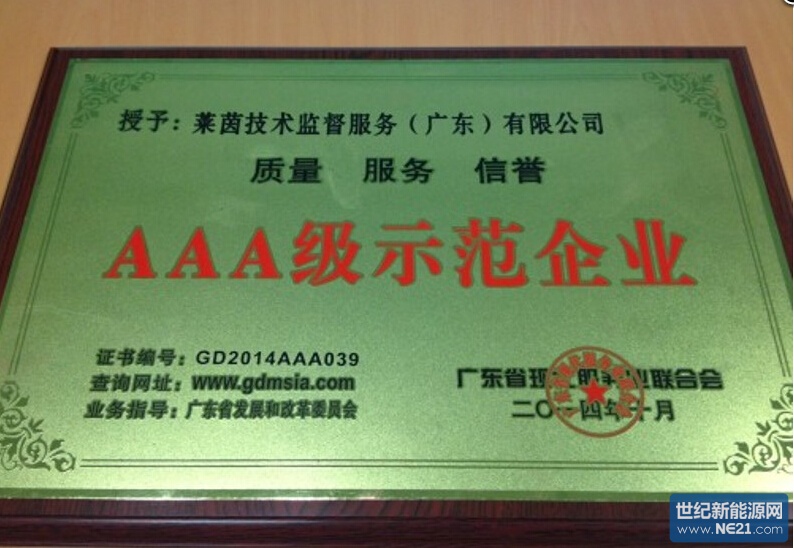 授予：莱茵技术监督服务（广东）有限公司
质量 服务 信誉
AAA级示范企业
证书编号：GD2014AAA039
查询网址：www.gdmsia.com
业务指导：广东省发展和改革委员会
广东省现 服务业联合会
二〇一四年十月
世纪新能源网
www.NE21.com